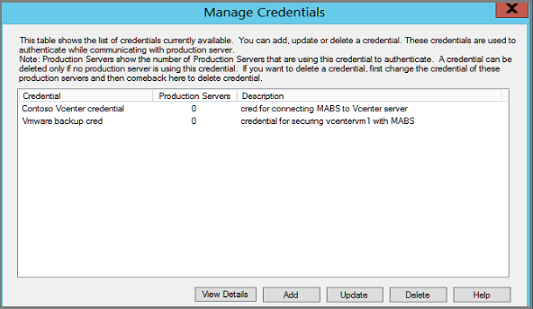 Manage Credentials
X
This table shows the list of credentials currently available. You can add, update or delete a credential. These credentials are used to
authenticate while communicating with production server.
Note: Production Servers show the number of Production Servers that are using this credential to authenticate. A credential can be
deleted only if no production server is using this credential. If you want to delete a credential, first change the credential of these
production servers and then comeback here to delete credential.
Credential Production Servers Description
Contoso Vcenter credential 0 cred for connecting MABS to Vcenter server
Vmware backup cred 0 credential for securing vcentervm1 with MABS
View Details Add Update Delete Help